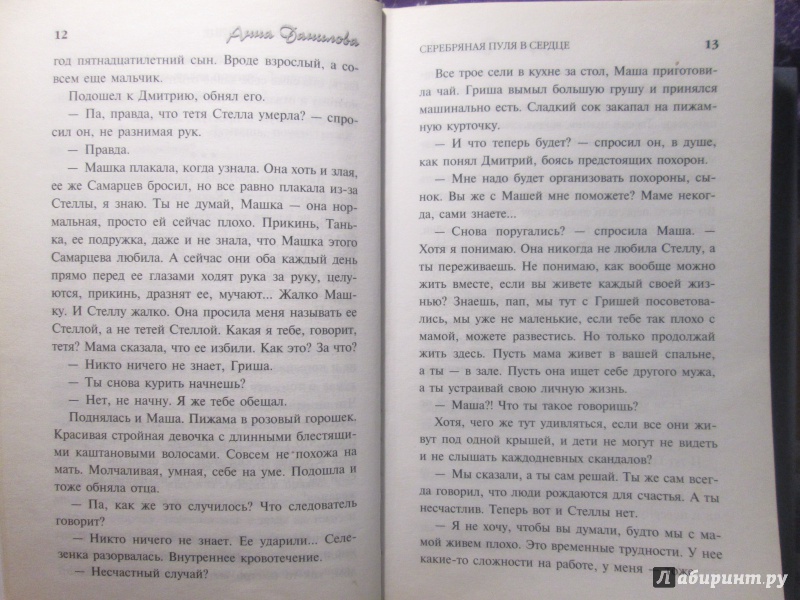 12
Анна Данилова
год пятнадцатилетний сын. Вроде взрослый, а со-
всем еще мальчик.
Подошел к Дмитрию, обнял его.
— Па, правда, что тетя Стелла умерла? — спро-
сил он, не разнимая рук.
— Правда.
— Машка плакала, когда узнала. Она хоть и злая,
ее же Самарцев бросил, но все равно плакала из-за
Стеллы, я знаю. Ты не думай, Машка — она нор-
мальная, просто ей сейчас плохо. Прикинь, Тань-
ка, ее подружка, даже и не знала, что Машка этого
Самарцева любила. А сейчас они оба каждый день
прямо перед ее глазами ходят рука за руку, целу-
ются, прикинь, дразнят ее, мучают... Жалко Маш-
ку. И Стеллу жалко. Она просила меня называть ее
Стеллой, а не тетей Стеллой. Какая я тебе, говорит,
тетя? Мама сказала, что ее избили. Как это? За что?
— Никто ничего не знает, Гриша.
— Ты снова курить начнешь?
— Нет, не начну. Я же тебе обещал.
Поднялась и Маша. Пижама в розовый горошек.
Красивая стройная девочка с длинными блестящи-
ми каштановыми волосами. Совсем не похожа на
мать. Молчаливая, умная, себе на уме. Подошла и
тоже обняла отца.
— Па, как же это случилось? Что следователь
говорит?
— Никто ничего не знает. Ее ударили... Селе-
зенка разорвалась. Внутреннее кровотечение.
— Несчастный случай?
СЕРЕБРЯНАЯ ПУЛЯ В СЕРДЦЕ
13
Все трое сели в кухне за стол, Маша приготови-
ла чай. Гриша вымыл большую грушу и принялся
машинально есть. Сладкий сок закапал на пижам-
ную курточку.
— И что теперь будет? — спросил он, в душе,
как понял Дмитрий, боясь предстоящих похорон.
— Мне надо будет организовать похороны, сы-
нок. Вы же с Машей мне поможете? Маме неког-
да, сами знаете...
— Снова поругались? — спросила Маша. —
Хотя я понимаю. Она никогда не любила Стеллу, а
ты переживаешь. Не понимаю, как вообще можно
жить вместе, если вы живете каждый своей жиз-
нью? Знаешь, пап, мы тут с Гришей посоветова-
лись, мы уже не маленькие, если тебе так плохо с
мамой, можете развестись. Но только продолжай
жить здесь. Пусть мама живет в вашей спальне,
а ты — в зале. Пусть она ищет себе другого мужа,
а ты устраивай свою личную жизнь.
— Маша?! Что ты такое говоришь?
Хотя, чего же тут удивляться, если все они жи-
вут под одной крышей, и дети не могут не видеть
и не слышать каждодневных скандалов?
— Мы сказали, а ты сам решай. Ты же сам всег-
да говорил, что люди рождаются для счастья. А ты
несчастлив. Теперь вот и Стеллы нет.
— Я не хочу, чтобы вы думали, будто мы с ма-
мой живем плохо. Это временные трудности. У нее
какие-то сложности на работе, у меня — тоже
Лабиринт.ру